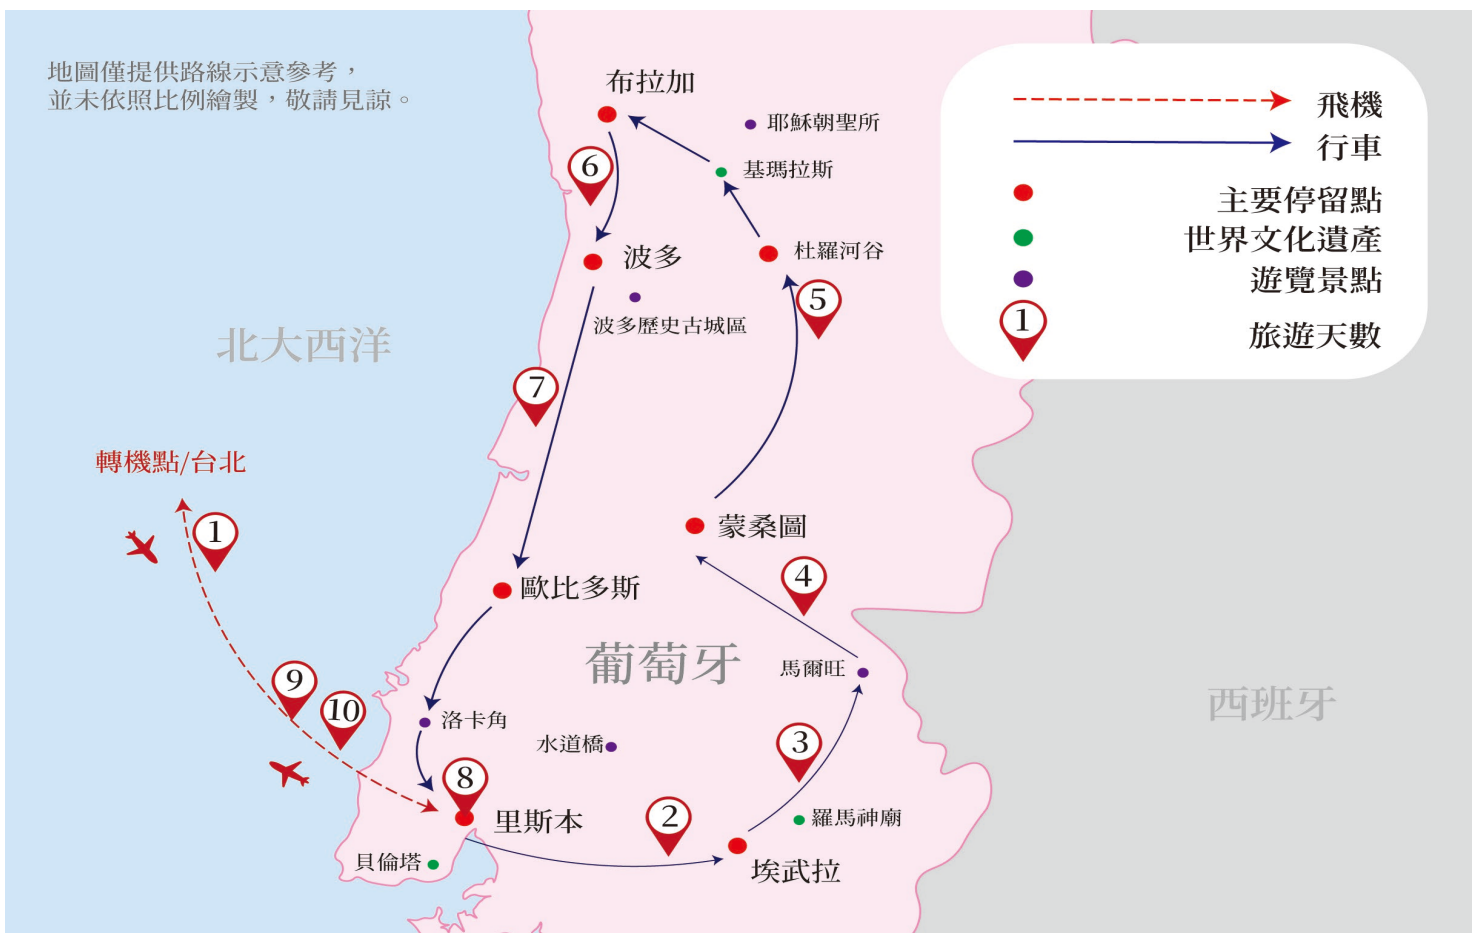 地圖僅提供路線示意參考，
並未依照比例繪製，敬請見諒。
布拉加
耶穌朝聖所
基瑪拉斯
6
波多
杜羅河谷
5
波多歷史古城區
飛機
行車
主要停留點
世界文化遺產
遊覽景點
1
旅遊天數
北大西洋
7
轉機點/台北
1
蒙桑圖
4
歐比多斯
葡萄牙
馬爾旺
西班牙
9
10
洛卡角
水道橋
3
8
里斯本
2
羅馬神廟
貝倫塔
埃武拉